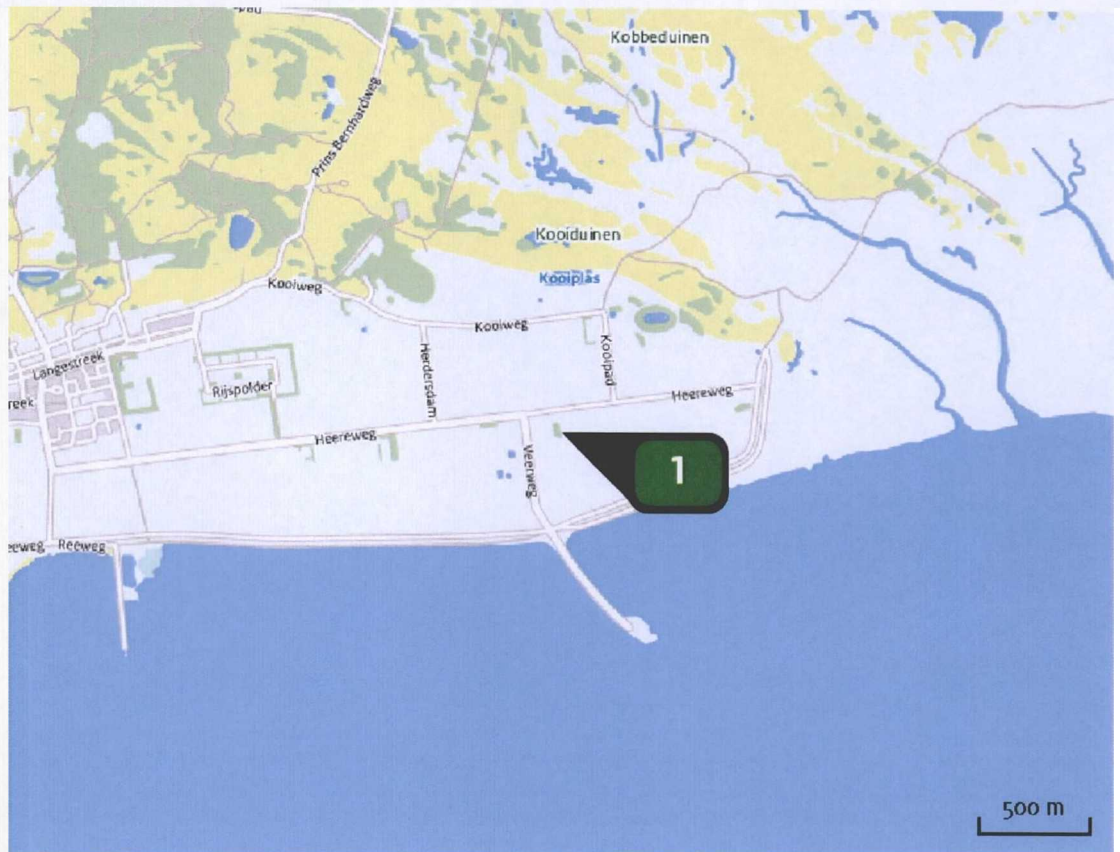 Kobbeduinen
Prins Bernhardweg
Kooiduinen
Kooiplas
Kooiweg
Kooiweg
Langestreek
Herdersdam
Kooipad
Rijspolder
reek
Heereweg
Heereweg
Veerweg
1
eeweg
Reeweg
500 m